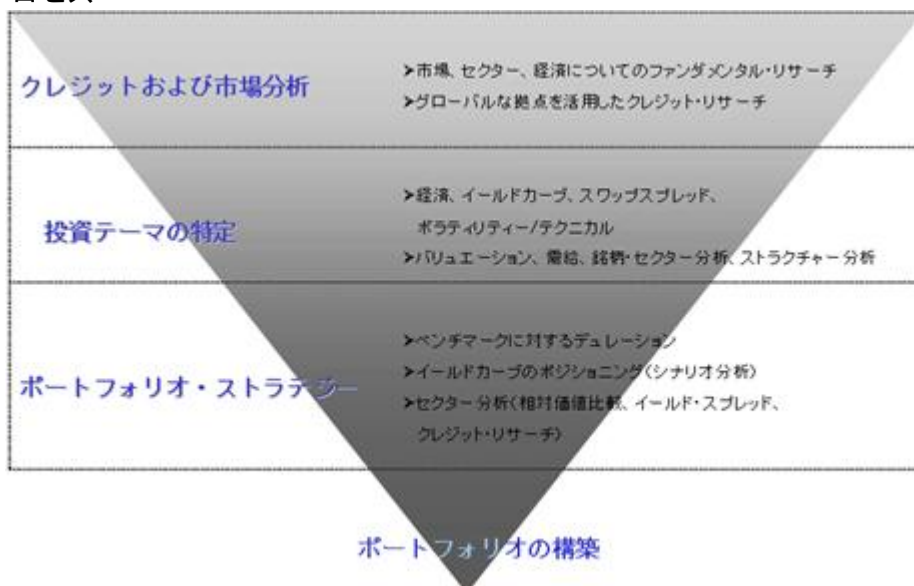 クレジットおよび市場分析
➤市場、セクター、経済についてのファンダメンタル・リサーチ
➤グローバルな拠点を活用したクレジット・リサーチ
投資テーマの特定
➤経済、イールドカーブ、スワップスプレッド、
ボラティリティー/テクニカル
➤バリュエーション、需給、銘柄・セクター分析、ストラクチャー分析
ポートフォリオ・ストラテジー
➤ベンチマークに対するデュレーション
➤イールドカーブのポジショニング(シナリオ分析)
➤セクター分析(相対価値比較、イールド・スプレッド、
クレジット・リサーチ)
ポートフォリオの構築